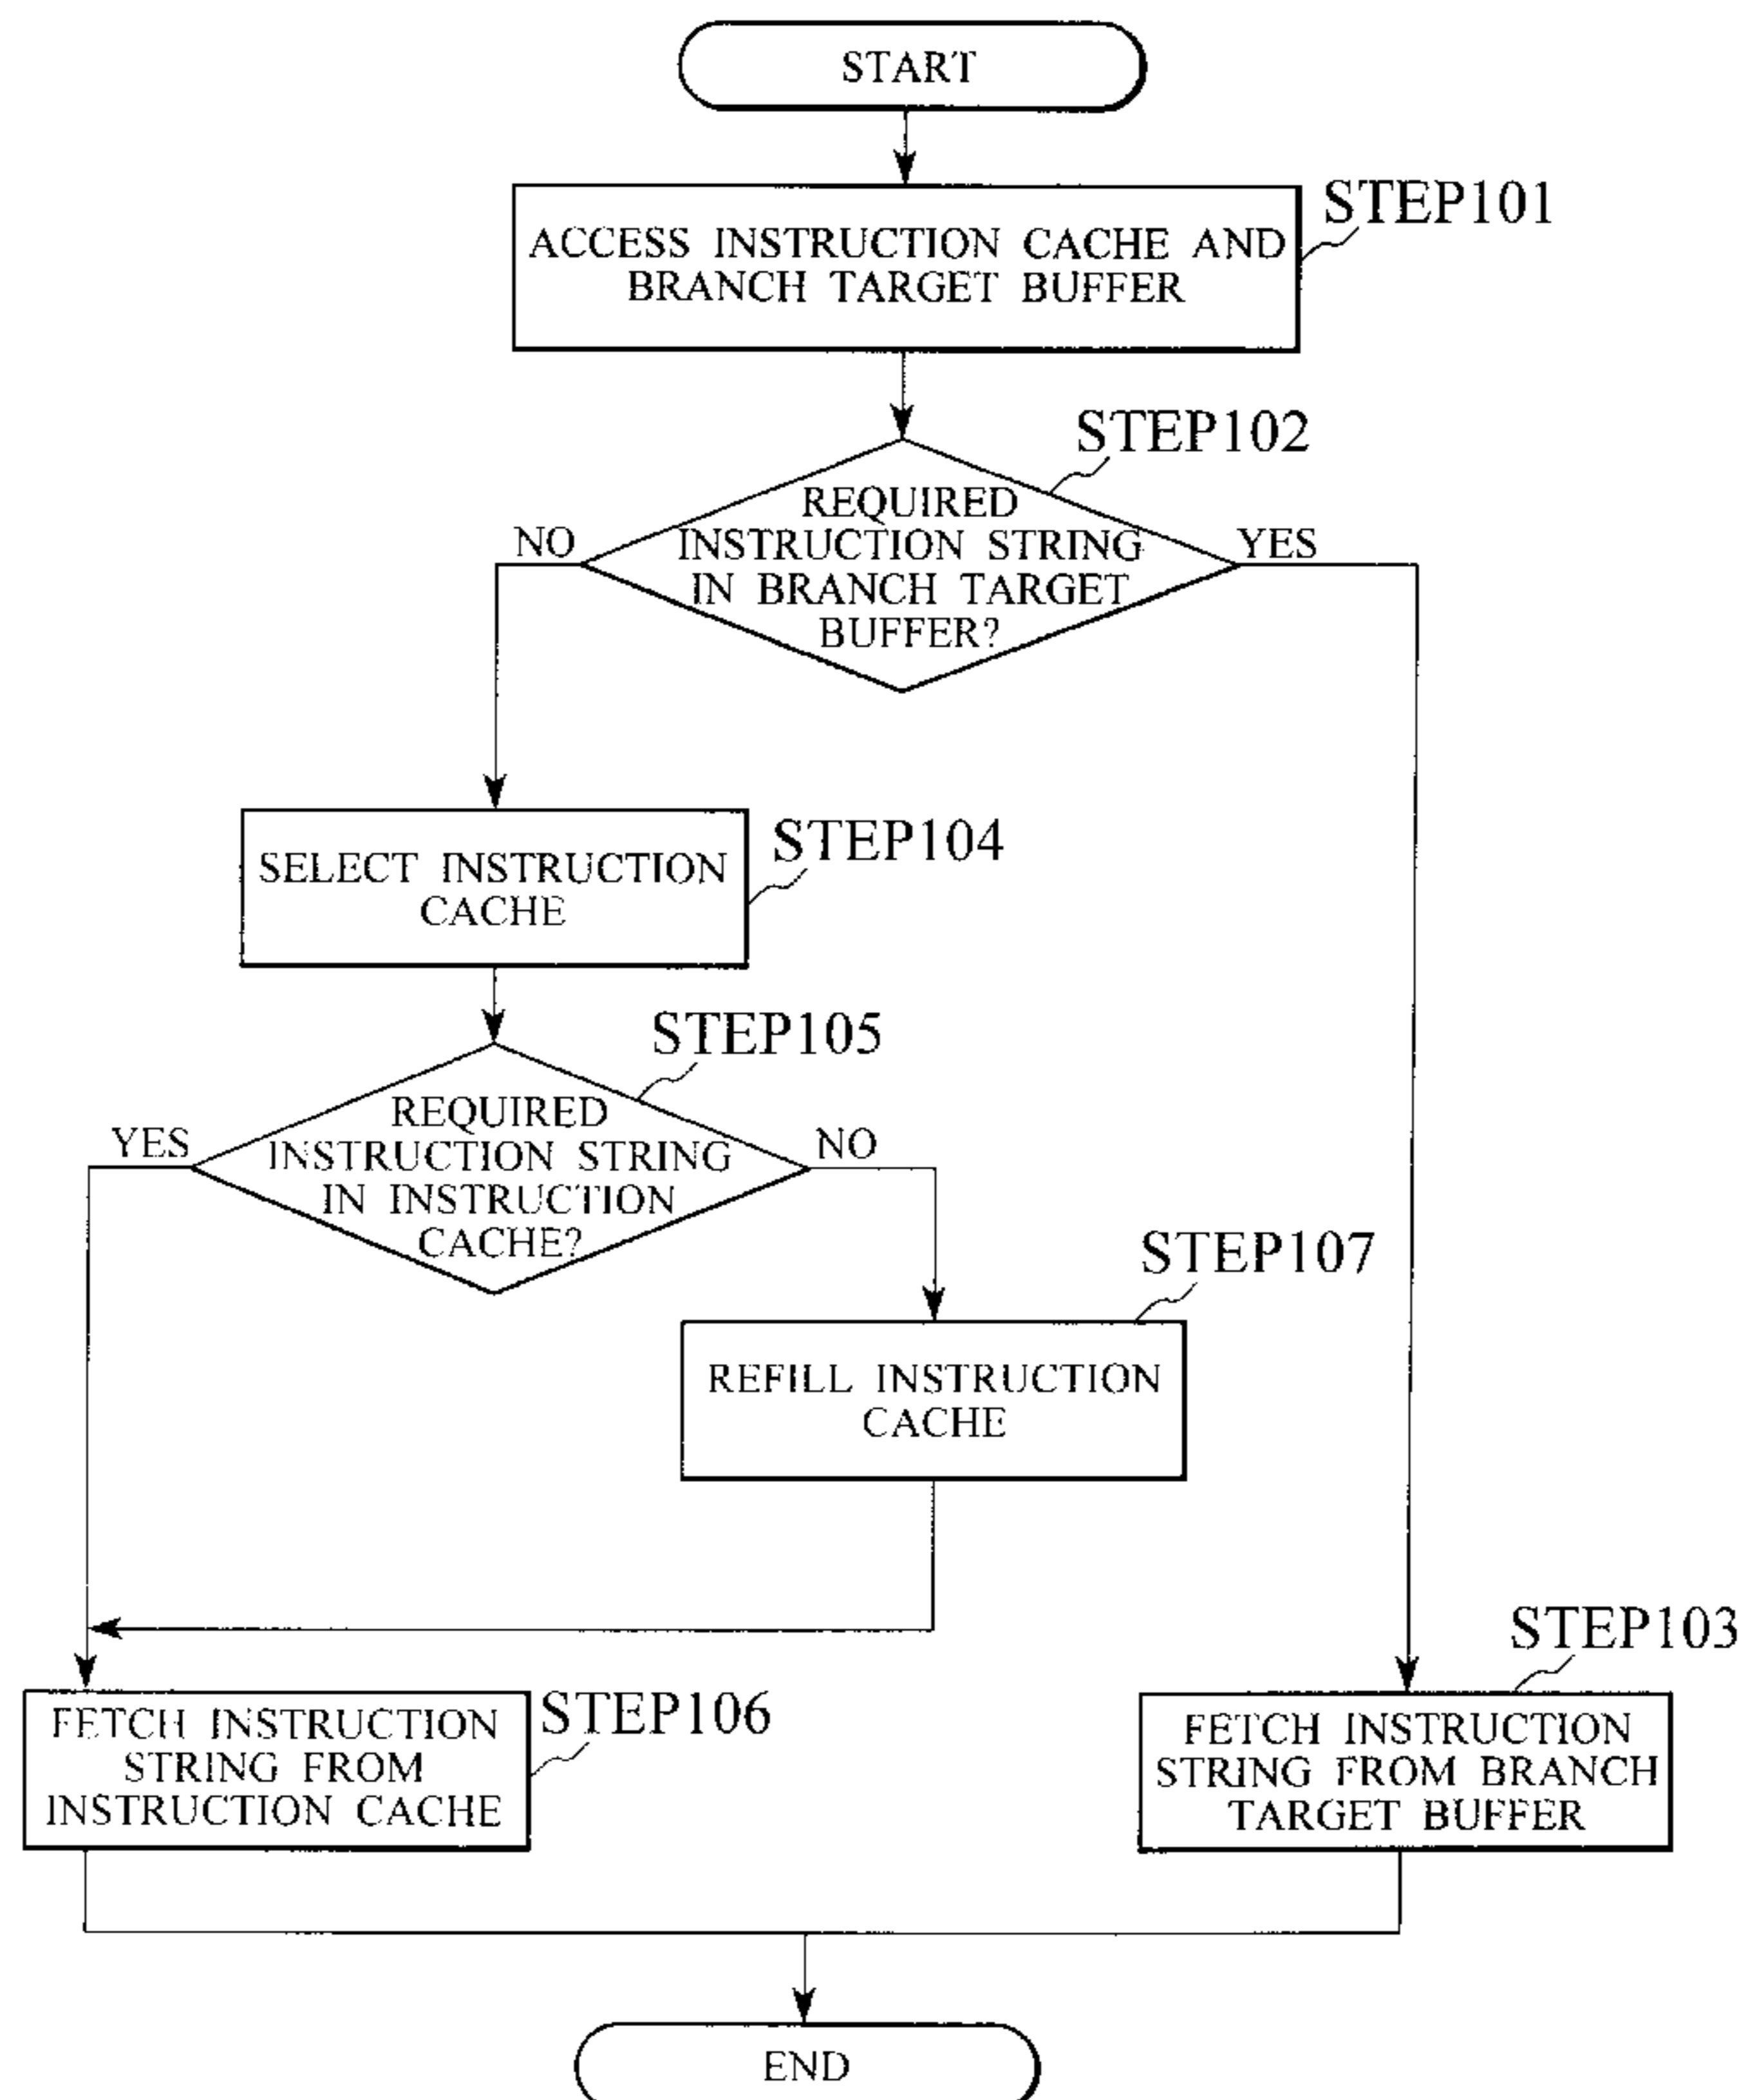 START
STEP101
ACCESS INSTRUCTION CACHE AND
BRANCH TARGET BUFFER
STEP102
REQUIRED
INSTRUCTION STRING
IN BRANCH TARGET
BUFFER?
NO
YES
STEP104
SELECT INSTRUCTION
CACHE
STEP105
REQUIRED
INSTRUCTION STRING
IN INSTRUCTION
CACHE?
YES
NO
STEP107
REFILL INSTRUCTION
CACHE
STEP106
FETCH INSTRUCTION
STRING FROM
INSTRUCTION CACHE
STEP103
FETCH INSTRUCTION
STRING FROM BRANCH
TARGET BUFFER
END